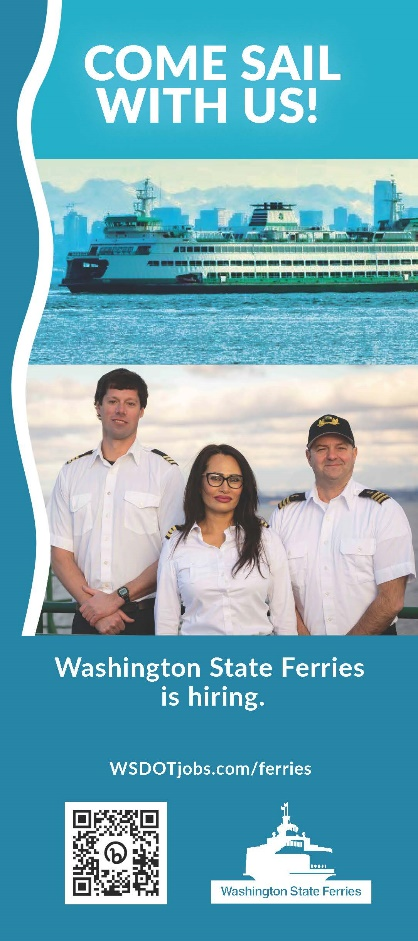 COME SAIL
WITH US!
Washington State Ferries
is hiring.
WSDOTjobs.com/ferries
Washington State Ferries